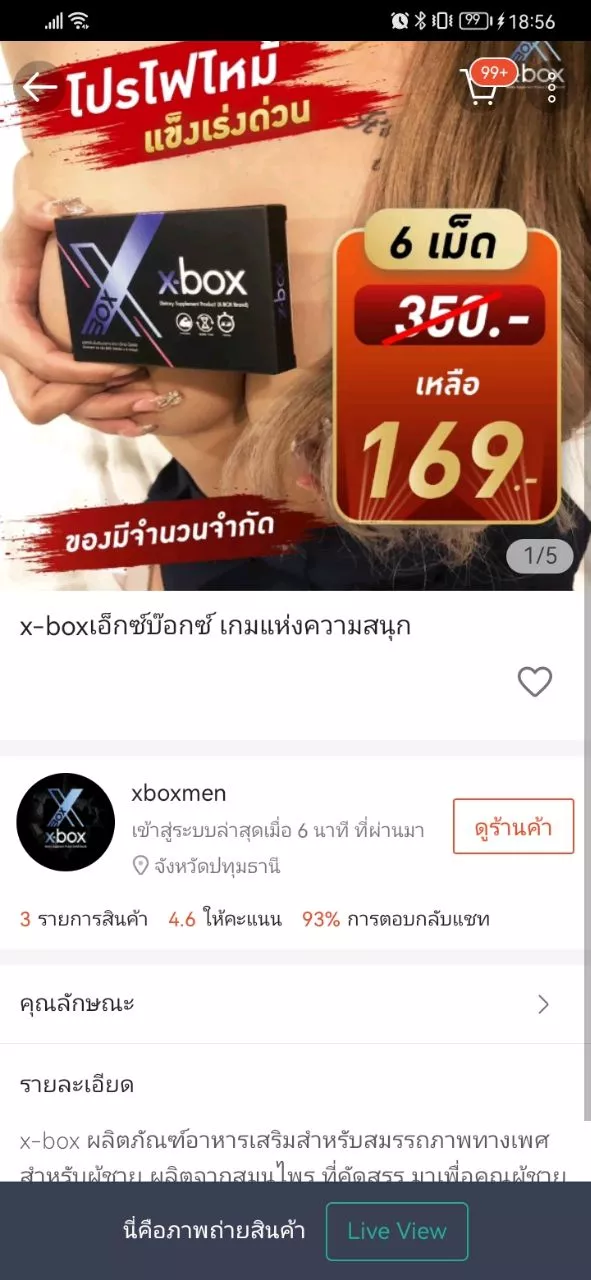 99 18:56
โปรไฟไหม้
แข็งเร่งด่วน
99+
box
6 เม็ด
x-box
BOX
350.-
เหลือ
169.-
ของมีจำนวนจำกัด
1/5
x-boxเอ็กซ์บ๊อกซ์ เกมแห่งความสนุก
xboxmen
เข้าสู่ระบบล่าสุดเมื่อ 6 นาที ที่ผ่านมา
ดูร้านค้า
x-box
จังหวัดปทุมธานี
3 รายการสินค้า 4.6 ให้คะแนน 93% การตอบกลับแชท
คุณลักษณะ
รายละเอียด
x-box ผลิตภัณฑ์อาหารเสริมสำหรับสมรรถภาพทางเพศ
สำหรับผู้ชาย ผลิตจากสมุนไพร ที่คัดสรร มาเพื่อคุณผู้ชาย
นี่คือภาพถ่ายสินค้า Live View